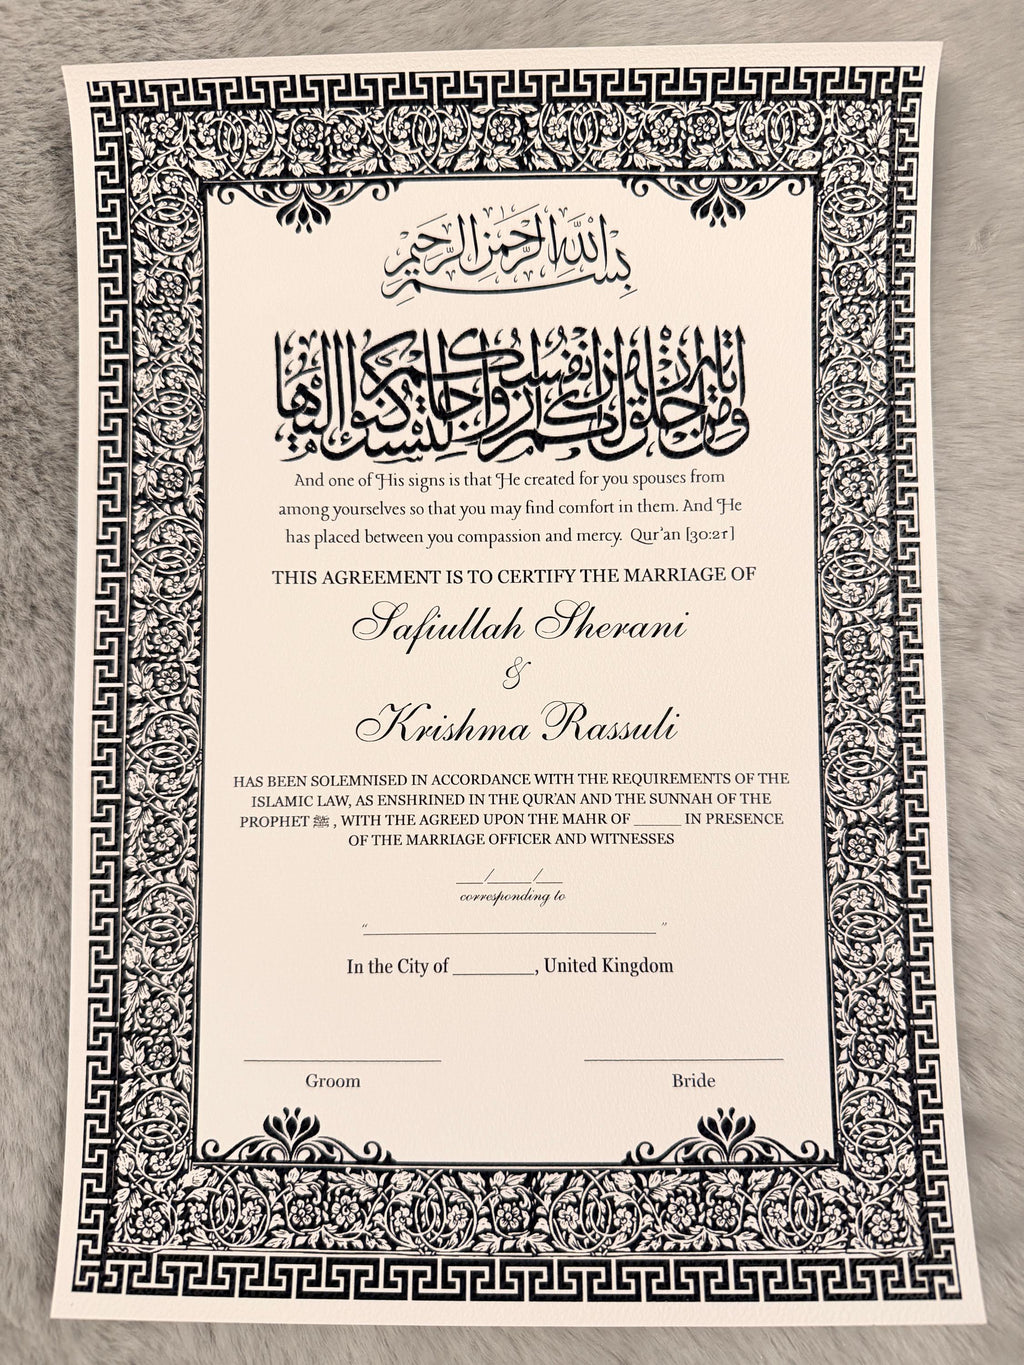 بسم الله الرحمن الرحيم
ومن آياته أن خلق لكم من أنفسكم أزواجا لتسكنوا إليها
And one of His signs is that He created for you spouses from
among yourselves so that you may find comfort in them. And He
has placed between you compassion and mercy. Qur'an [30:21]
THIS AGREEMENT IS TO CERTIFY THE MARRIAGE OF
Safiullah Sherani
&
Krishma Rassuli
HAS BEEN SOLEMNISED IN ACCORDANCE WITH THE REQUIREMENTS OF THE
ISLAMIC LAW, AS ENSHRINED IN THE QUR'AN AND THE SUNNAH OF THE
PROPHET ﷺ , WITH THE AGREED UPON THE MAHR OF ______ IN PRESENCE
OF THE MARRIAGE OFFICER AND WITNESSES
___/_____/___
corresponding to
"______________________________"
In the City of ________, United Kingdom
Groom
Bride